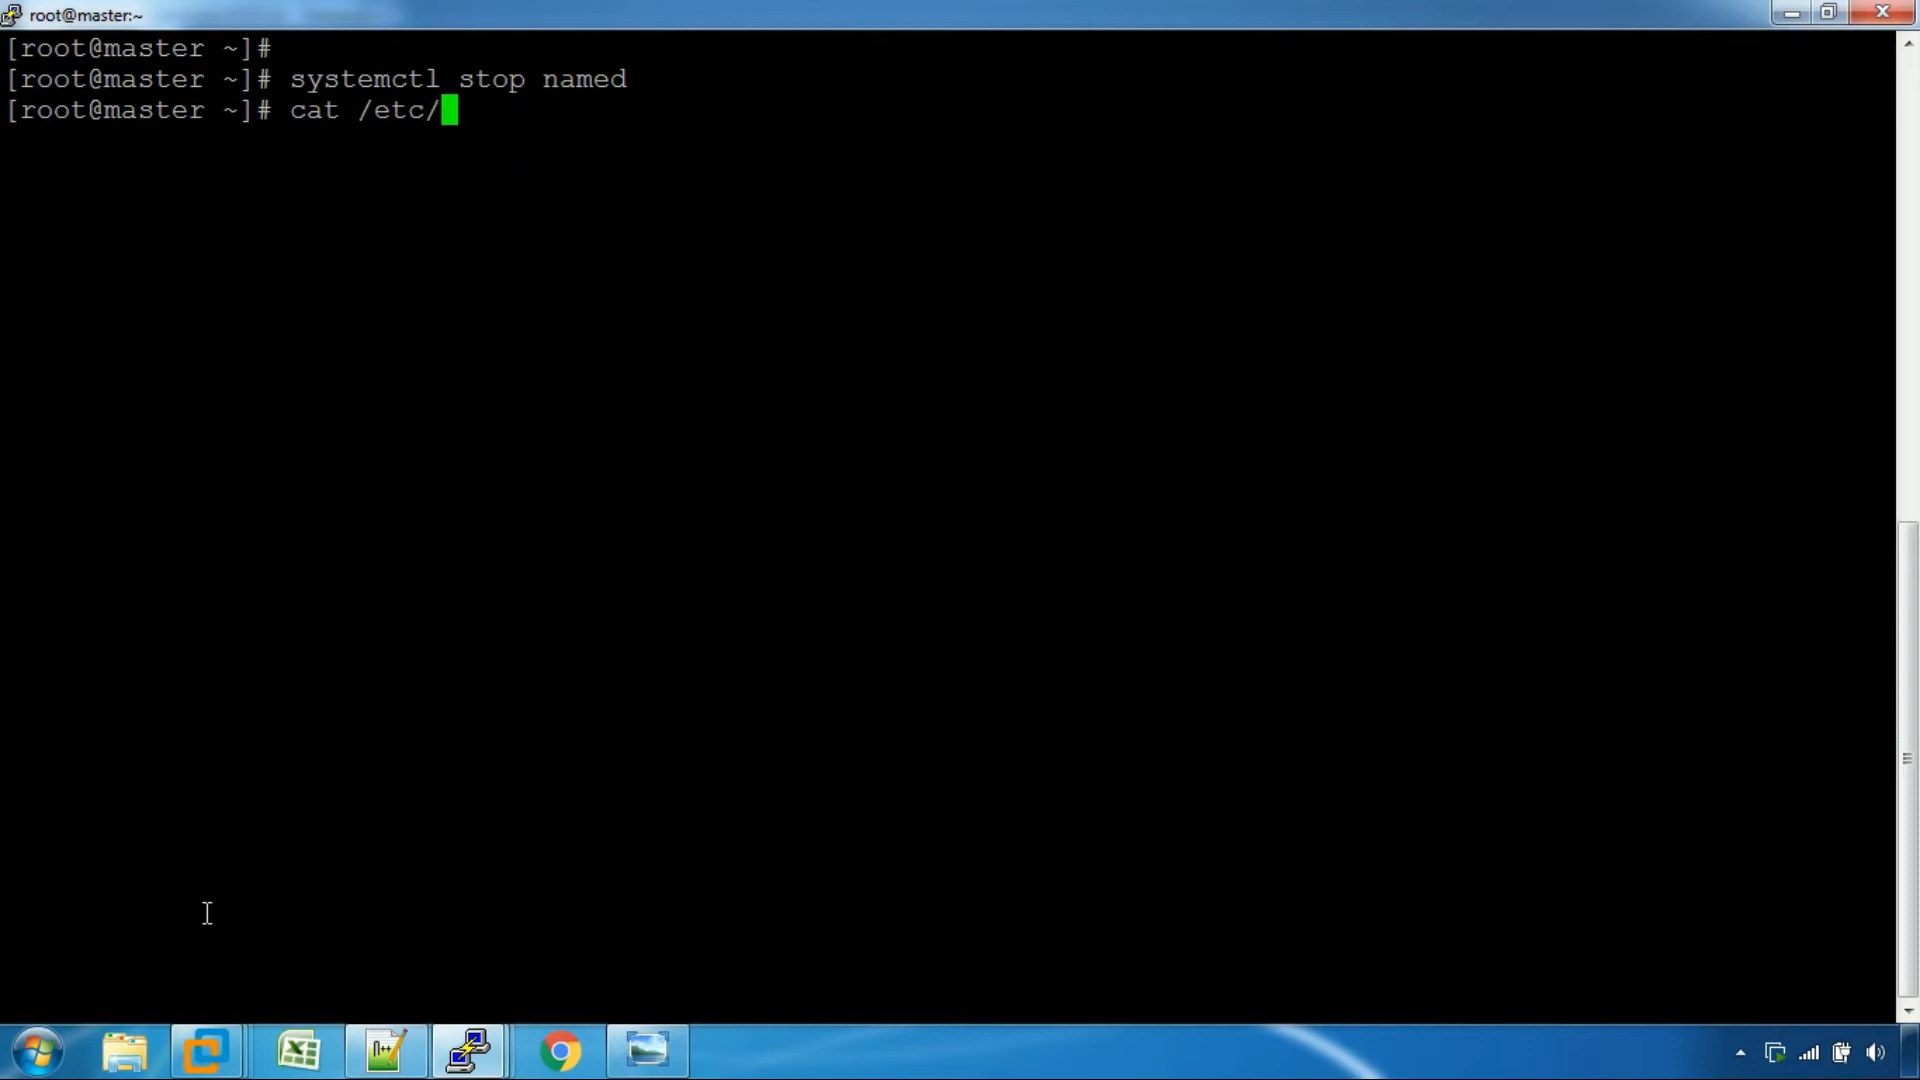 root@master:~
[root@master ~]#
[root@master ~]# systemctl stop named
[root@master ~]# cat /etc/